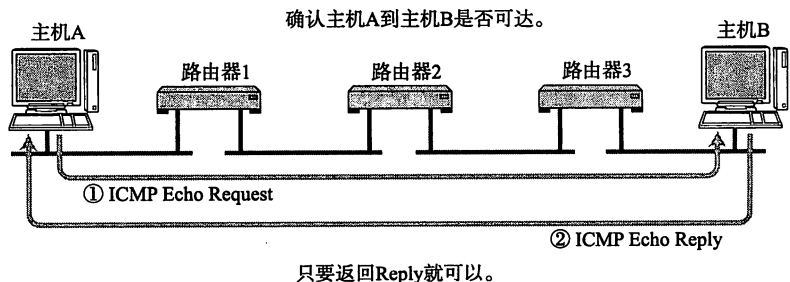 确认主机A到主机B是否可达。
主机A
主机B
路由器1
路由器2
路由器3
① ICMP Echo Request
② ICMP Echo Reply
只要返回Reply就可以。